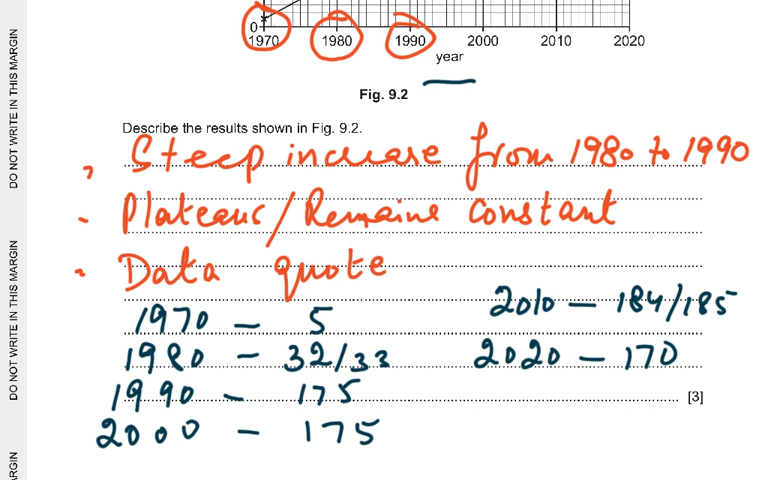 DO NOT WRITE IN THIS MARGIN
0
1970 1980 1990 2000 2010 2020
year
Fig. 9.2
Describe the results shown in Fig. 9.2.
Steep increase from 1980 to 1990
- Plateaus/Remains constant
- Data quote
1970 - 5
2010 - 184/185
1980 - 32/33
2020 - 170
1990 - 175
[3]
2000 - 175
DO NOT WRITE IN THIS MARGIN
ARGIN